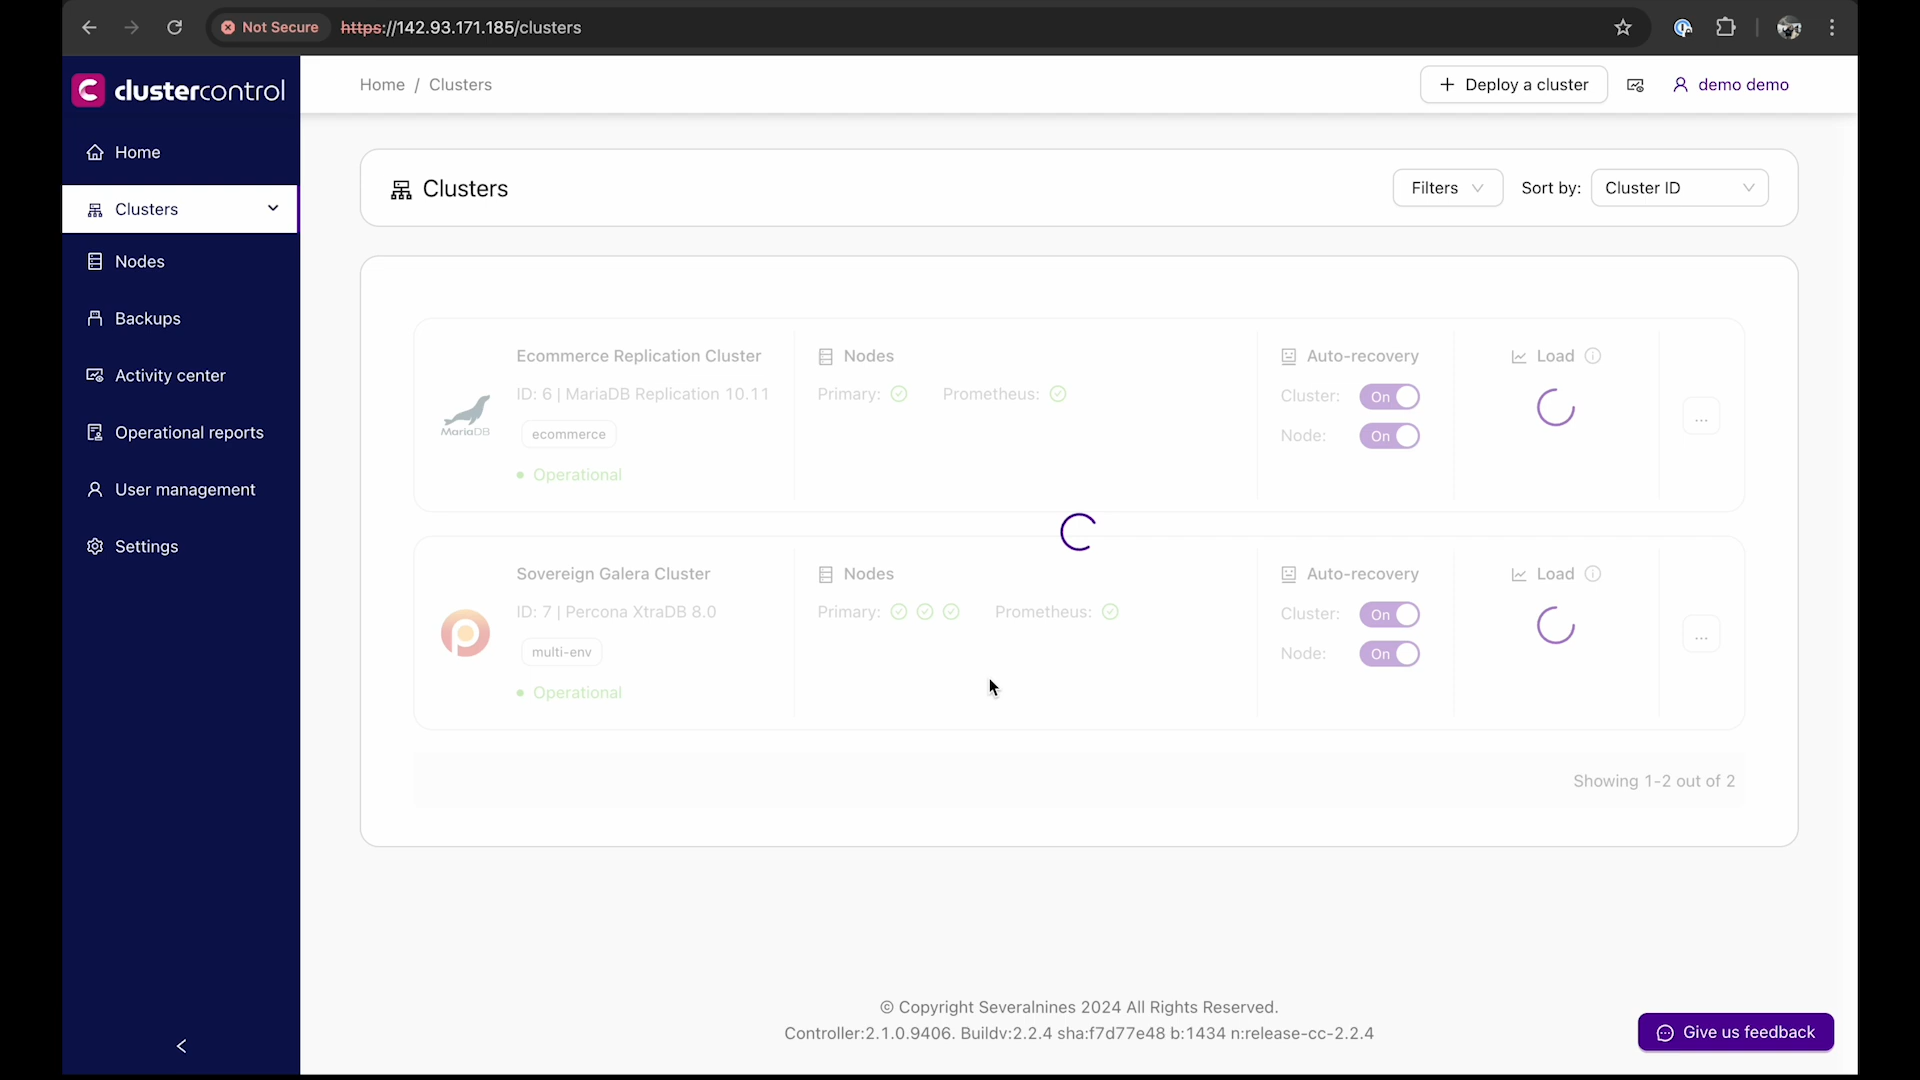 Not Secure https://142.93.171.185/clusters
clustercontrol
Home / Clusters
+ Deploy a cluster
demo demo
Home
Clusters
Nodes
Backups
Activity center
Operational reports
User management
Settings
Clusters
Filters
Sort by: Cluster ID
Ecommerce Replication Cluster
ID: 6 | MariaDB Replication 10.11
MariaDB
ecommerce
Operational
Nodes
Primary:
Prometheus:
Auto-recovery
Cluster: On
Node: On
Load
...
Sovereign Galera Cluster
ID: 7 | Percona XtraDB 8.0
multi-env
Operational
Nodes
Primary:
Prometheus:
Auto-recovery
Cluster: On
Node: On
Load
...
Showing 1-2 out of 2
© Copyright Severalnines 2024 All Rights Reserved.
Controller:2.1.0.9406. Buildv:2.2.4 sha:f7d77e48 b:1434 n:release-cc-2.2.4
Give us feedback